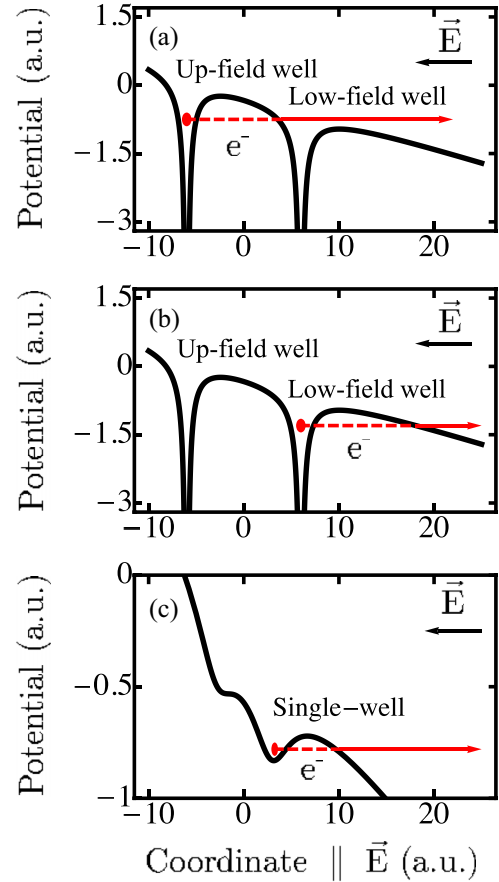 (a)
E⃗
Up-field well
Low-field well
e⁻
Potential (a.u.)
1.5
0
−1.5
−3
−10 0 10 20
(b)
E⃗
Up-field well
Low-field well
e⁻
Potential (a.u.)
1.5
0
−1.5
−3
−10 0 10 20
(c)
E⃗
Single−well
e⁻
Potential (a.u.)
0
−0.5
−1
−10 0 10 20
Coordinate ∥ E⃗ (a.u.)